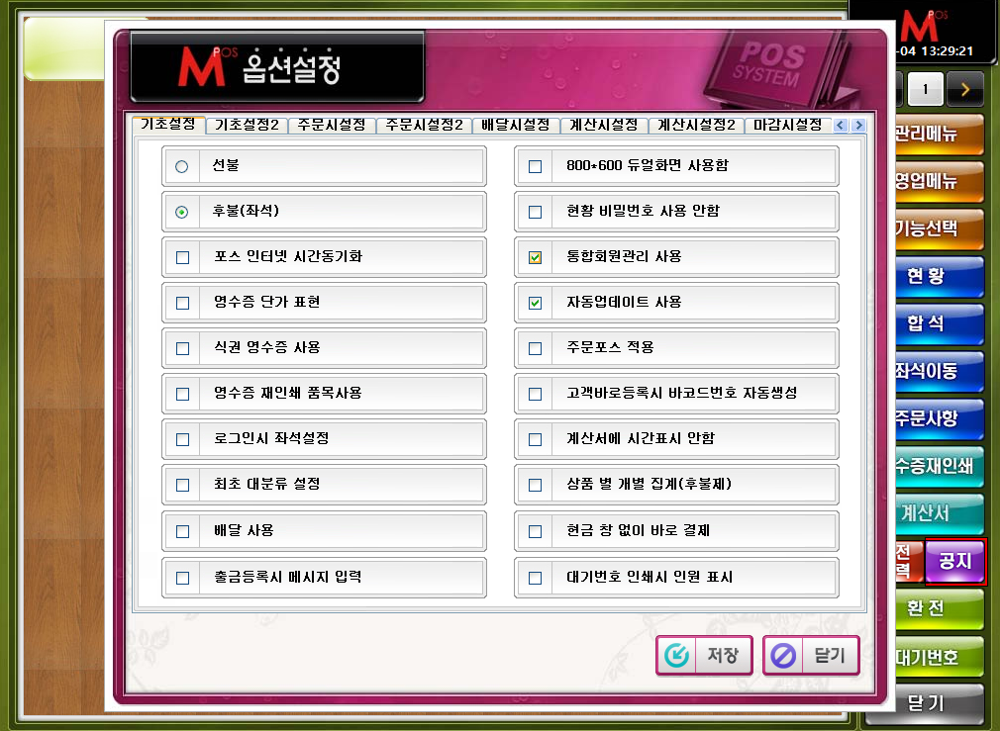 MPOS 옵션설정
POS
SYSTEM
MPOS
-04 13:29:21
1
기초설정 기초설정2 주문시설정 주문시설정2 배달시설정 계산시설정 계산시설정2 마감시설정
선불
800*600 듀얼화면 사용함
후불(좌석)
현황 비밀번호 사용 안함
포스 인터넷 시간동기화
통합회원관리 사용
영수증 단가 표현
자동업데이트 사용
식권 영수증 사용
주문포스 적용
영수증 재인쇄 품목사용
고객바로등록시 바코드번호 자동생성
로그인시 좌석설정
계산서에 시간표시 안함
최초 대분류 설정
상품 별 개별 집계(후불제)
배달 사용
현금 창 없이 바로 결제
출금등록시 메시지 입력
대기번호 인쇄시 인원 표시
저장
닫기
관리메뉴
영업메뉴
기능선택
현황
합석
좌석이동
주문사항
수증재인쇄
계산서
전
력
공지
환전
대기번호
닫기